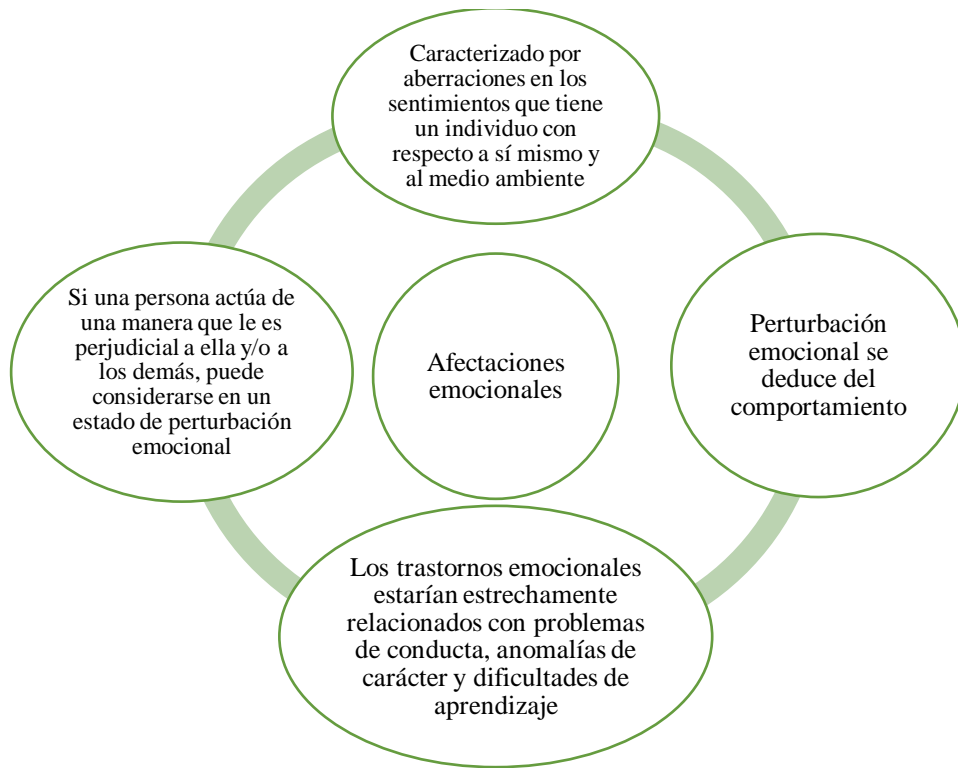 Caracterizado por
aberraciones en los
sentimientos que tiene
un individuo con
respecto a sí mismo y
al medio ambiente
Si una persona actúa de
una manera que le es
perjudicial a ella y/o a
los demás, puede
considerarse en un
estado de perturbación
emocional
Afectaciones
emocionales
Perturbación
emocional se
deduce del
comportamiento
Los trastornos emocionales
estarían estrechamente
relacionados con problemas
de conducta, anomalías de
carácter y dificultades de
aprendizaje